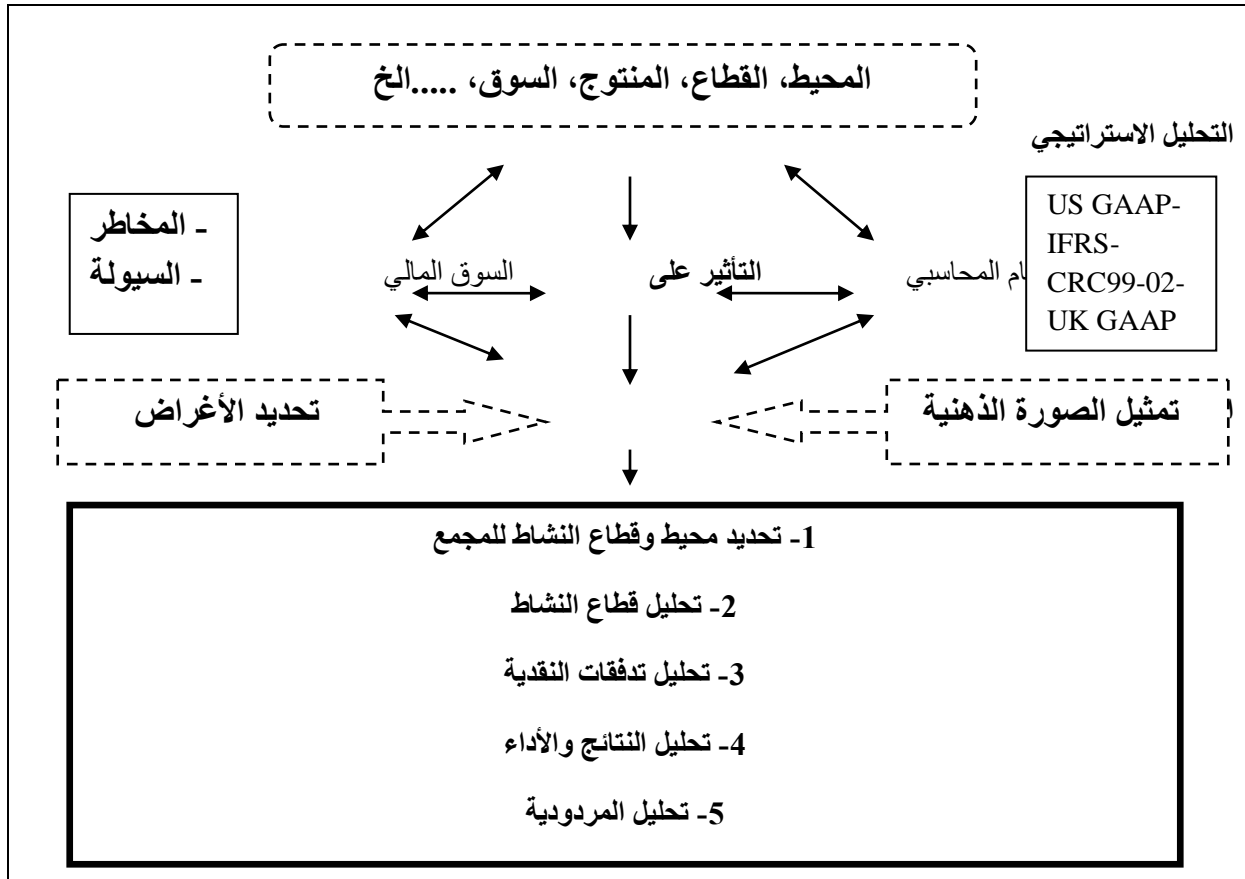 المحيط، القطاع، المنتوج، السوق، .....الخ
التحليل الاستراتيجي
US GAAP-
IFRS-
CRC99-02-
UK GAAP
- المخاطر
- السيولة
المحاسبي
التأثير على
السوق المالي
تمثيل الصورة الذهنية
تحديد الأغراض
1- تحديد محيط وقطاع النشاط للمجمع
2- تحليل قطاع النشاط
3- تحليل تدفقات النقدية
4- تحليل النتائج والأداء
5- تحليل المردودية